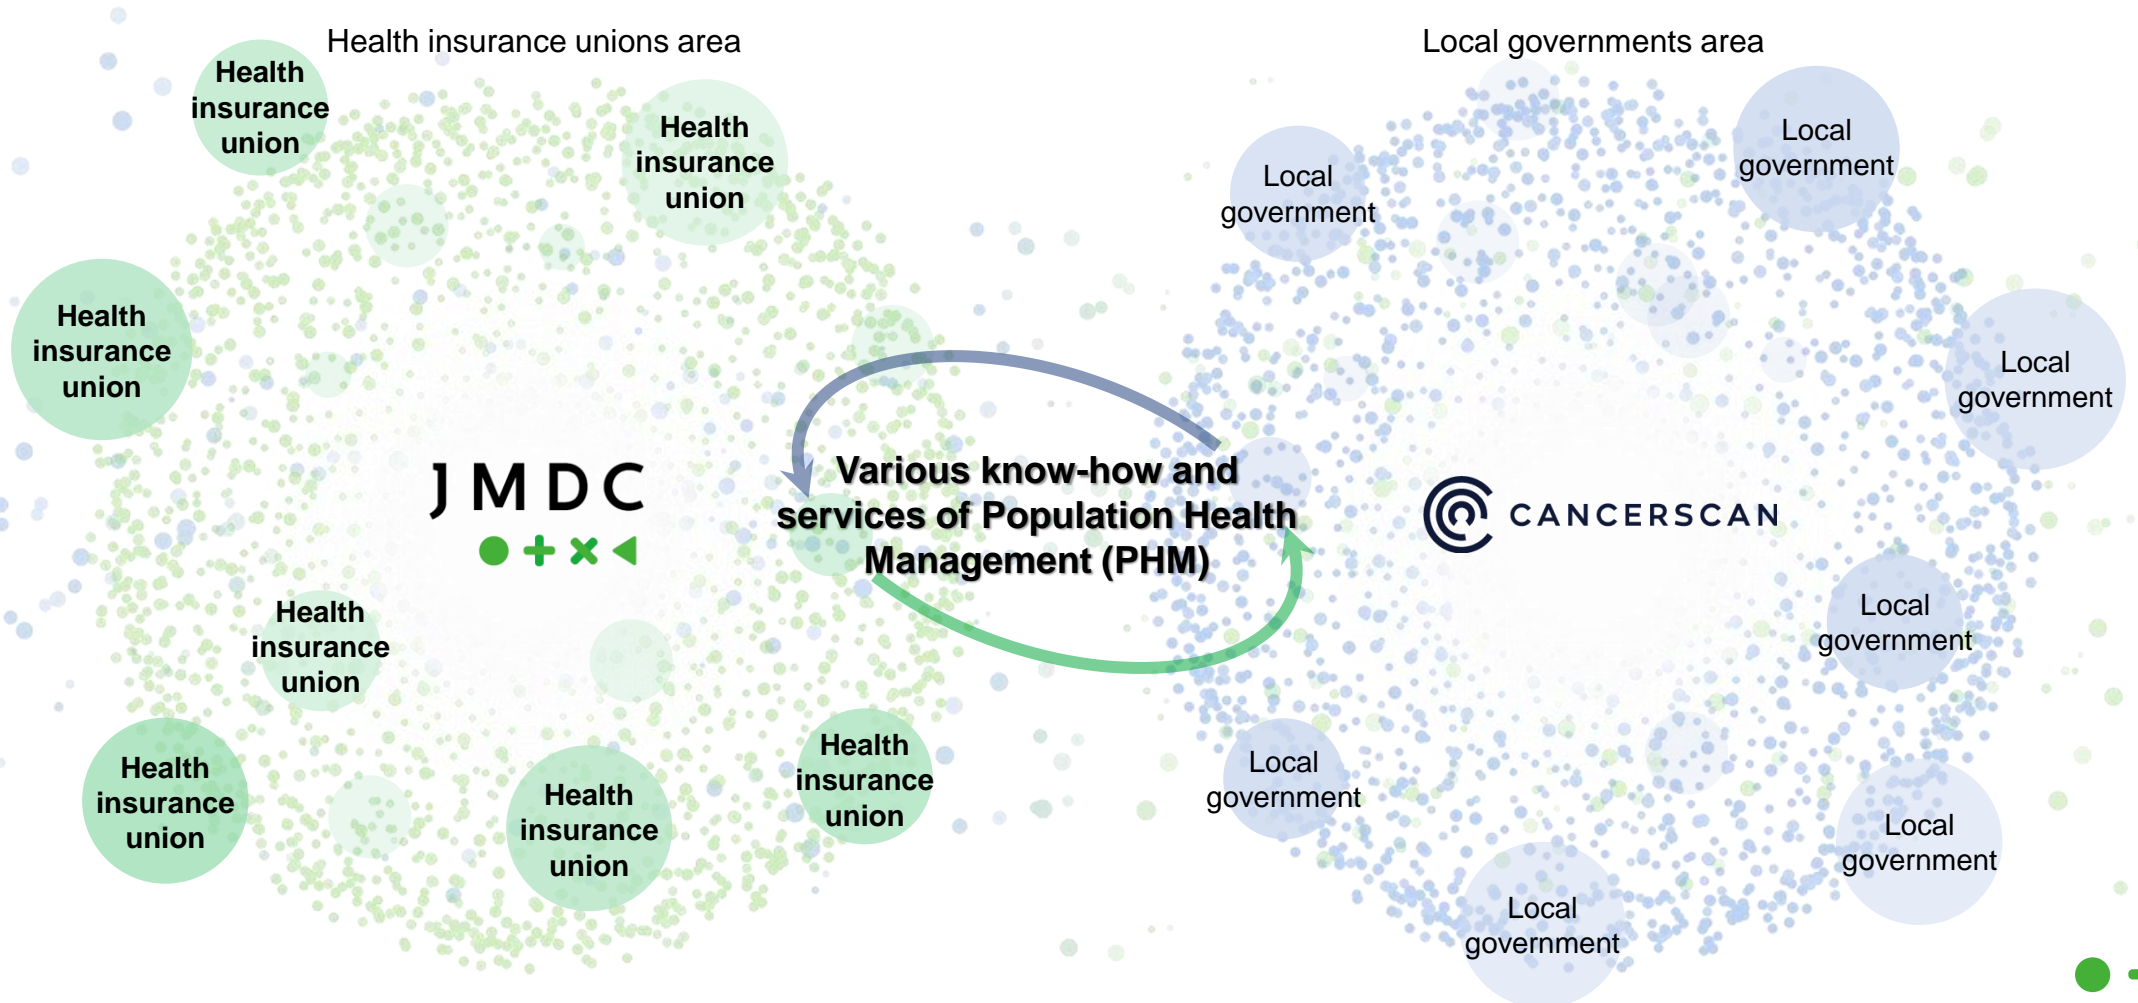 Health insurance unions area
Local governments area
Health
insurance
union
Health
insurance
union
Health
insurance
union
Health
insurance
union
Health
insurance
union
Health
insurance
union
Health
insurance
union
JMDC
Various know-how and
services of Population Health
Management (PHM)
CANCERSCAN
Local
government
Local
government
Local
government
Local
government
Local
government
Local
government
Local
government